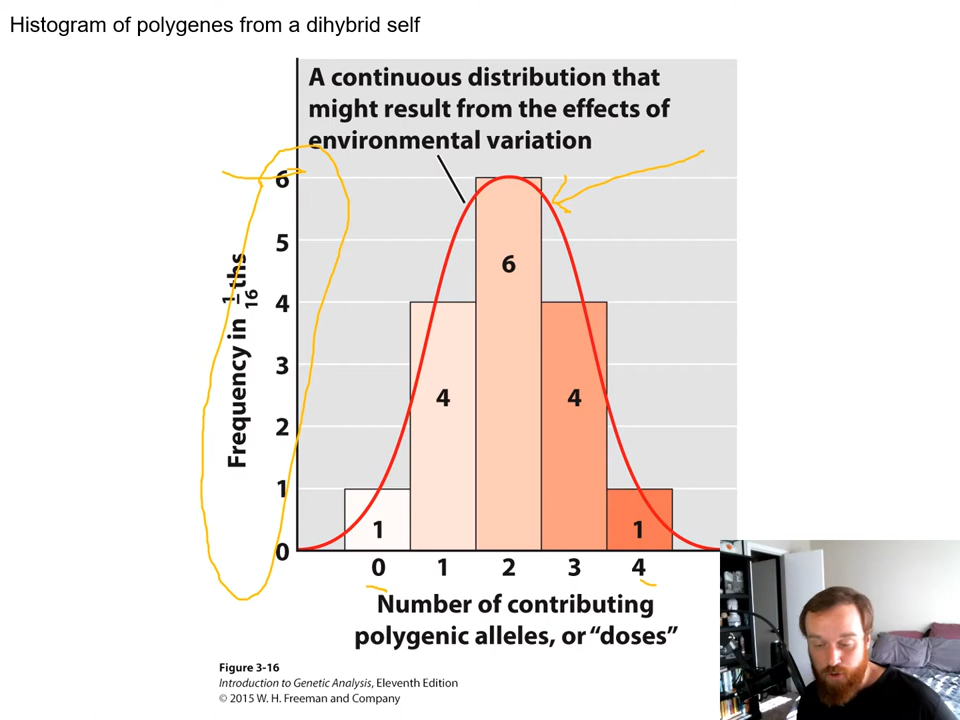 Histogram of polygenes from a dihybrid self
A continuous distribution that
might result from the effects of
environmental variation
6
5
4
3
2
1
0
Frequency in 1/16 ths
1
4
6
4
1
0 1 2 3 4
Number of contributing
polygenic alleles, or “doses”
Figure 3-16
Introduction to Genetic Analysis, Eleventh Edition
© 2015 W. H. Freeman and Company